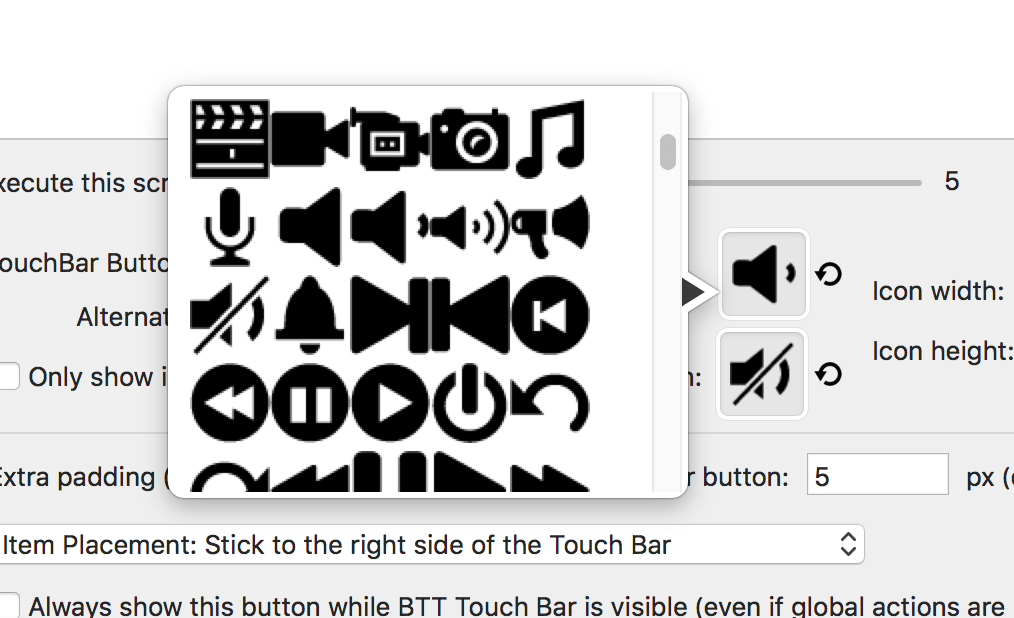 xecute this scr
5
ouchBar Butto
Icon width:
Alternat
Icon height:
Only show i
n:
Extra padding (
r button:
5
px (
Item Placement: Stick to the right side of the Touch Bar
Always show this button while BTT Touch Bar is visible (even if global actions are